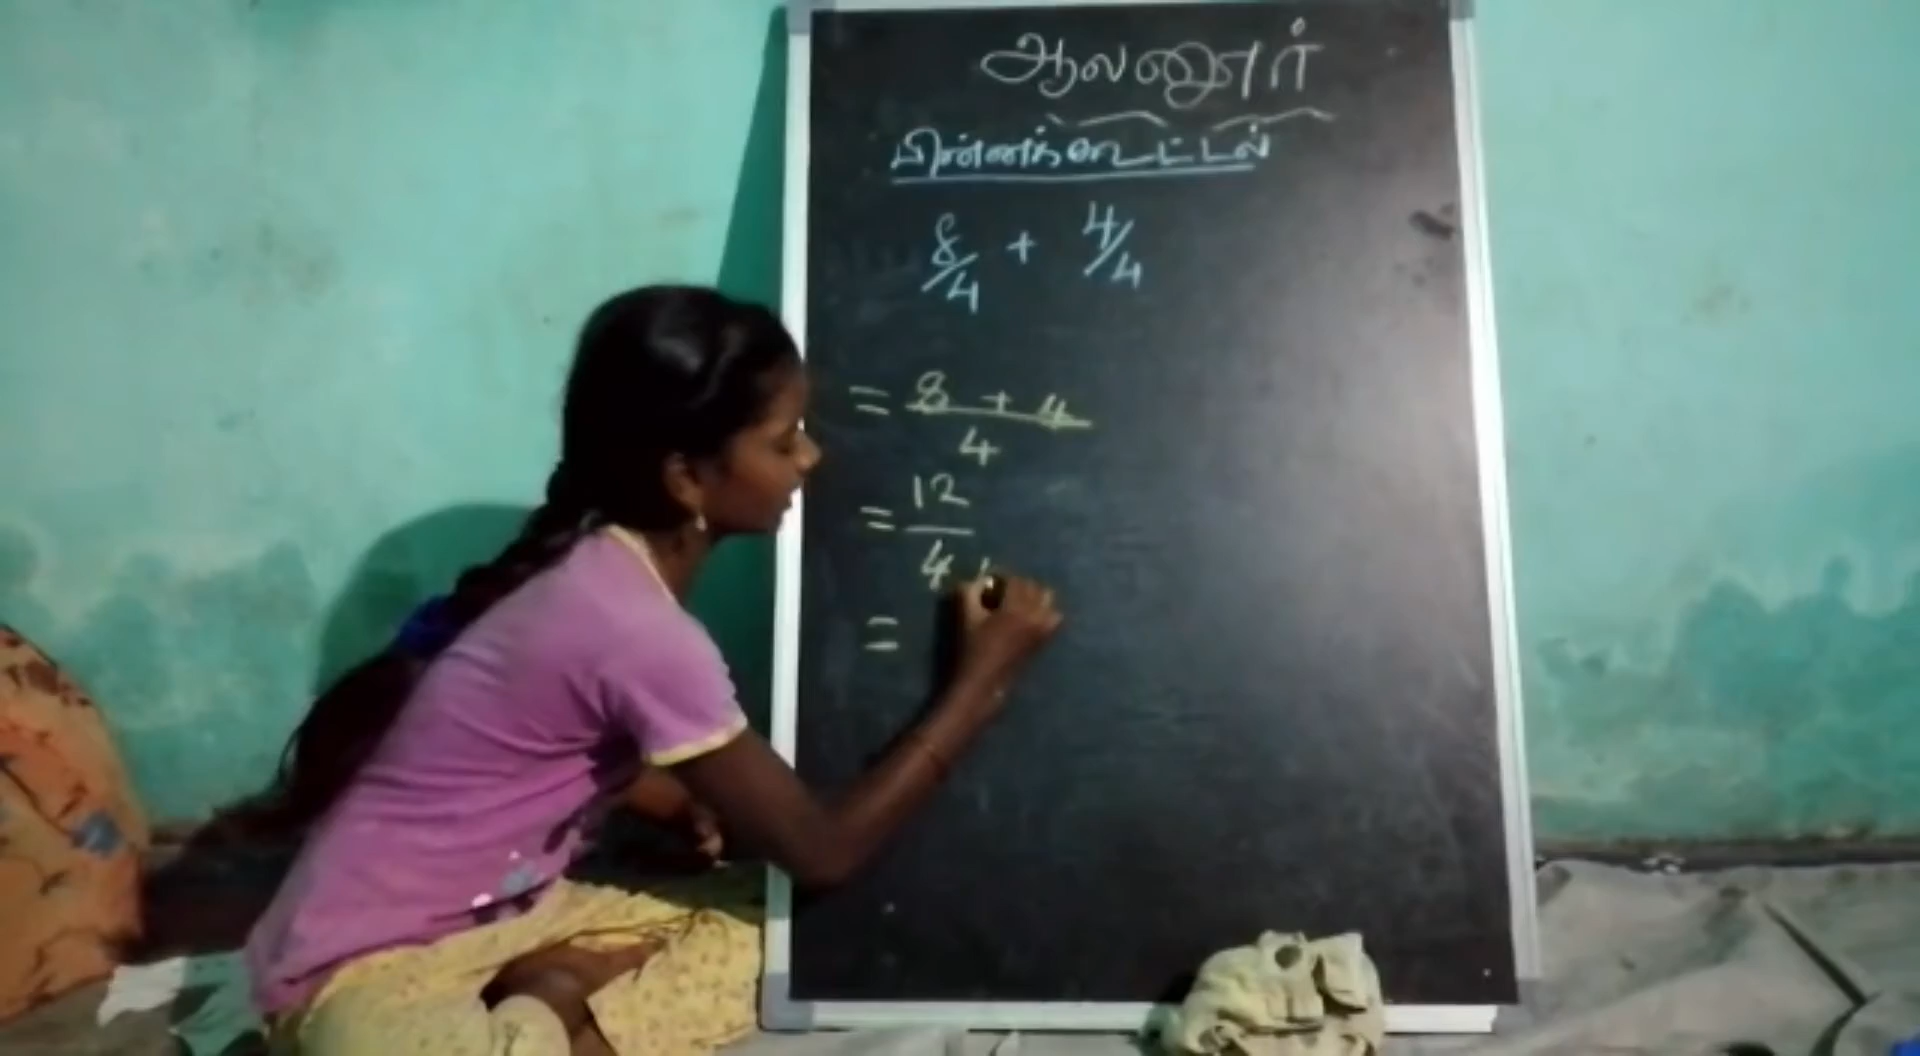 ஆலனூர்
பின்னக்கூட்டல்
8/4 + 4/4
= 8 + 4
4
= 12
4
=